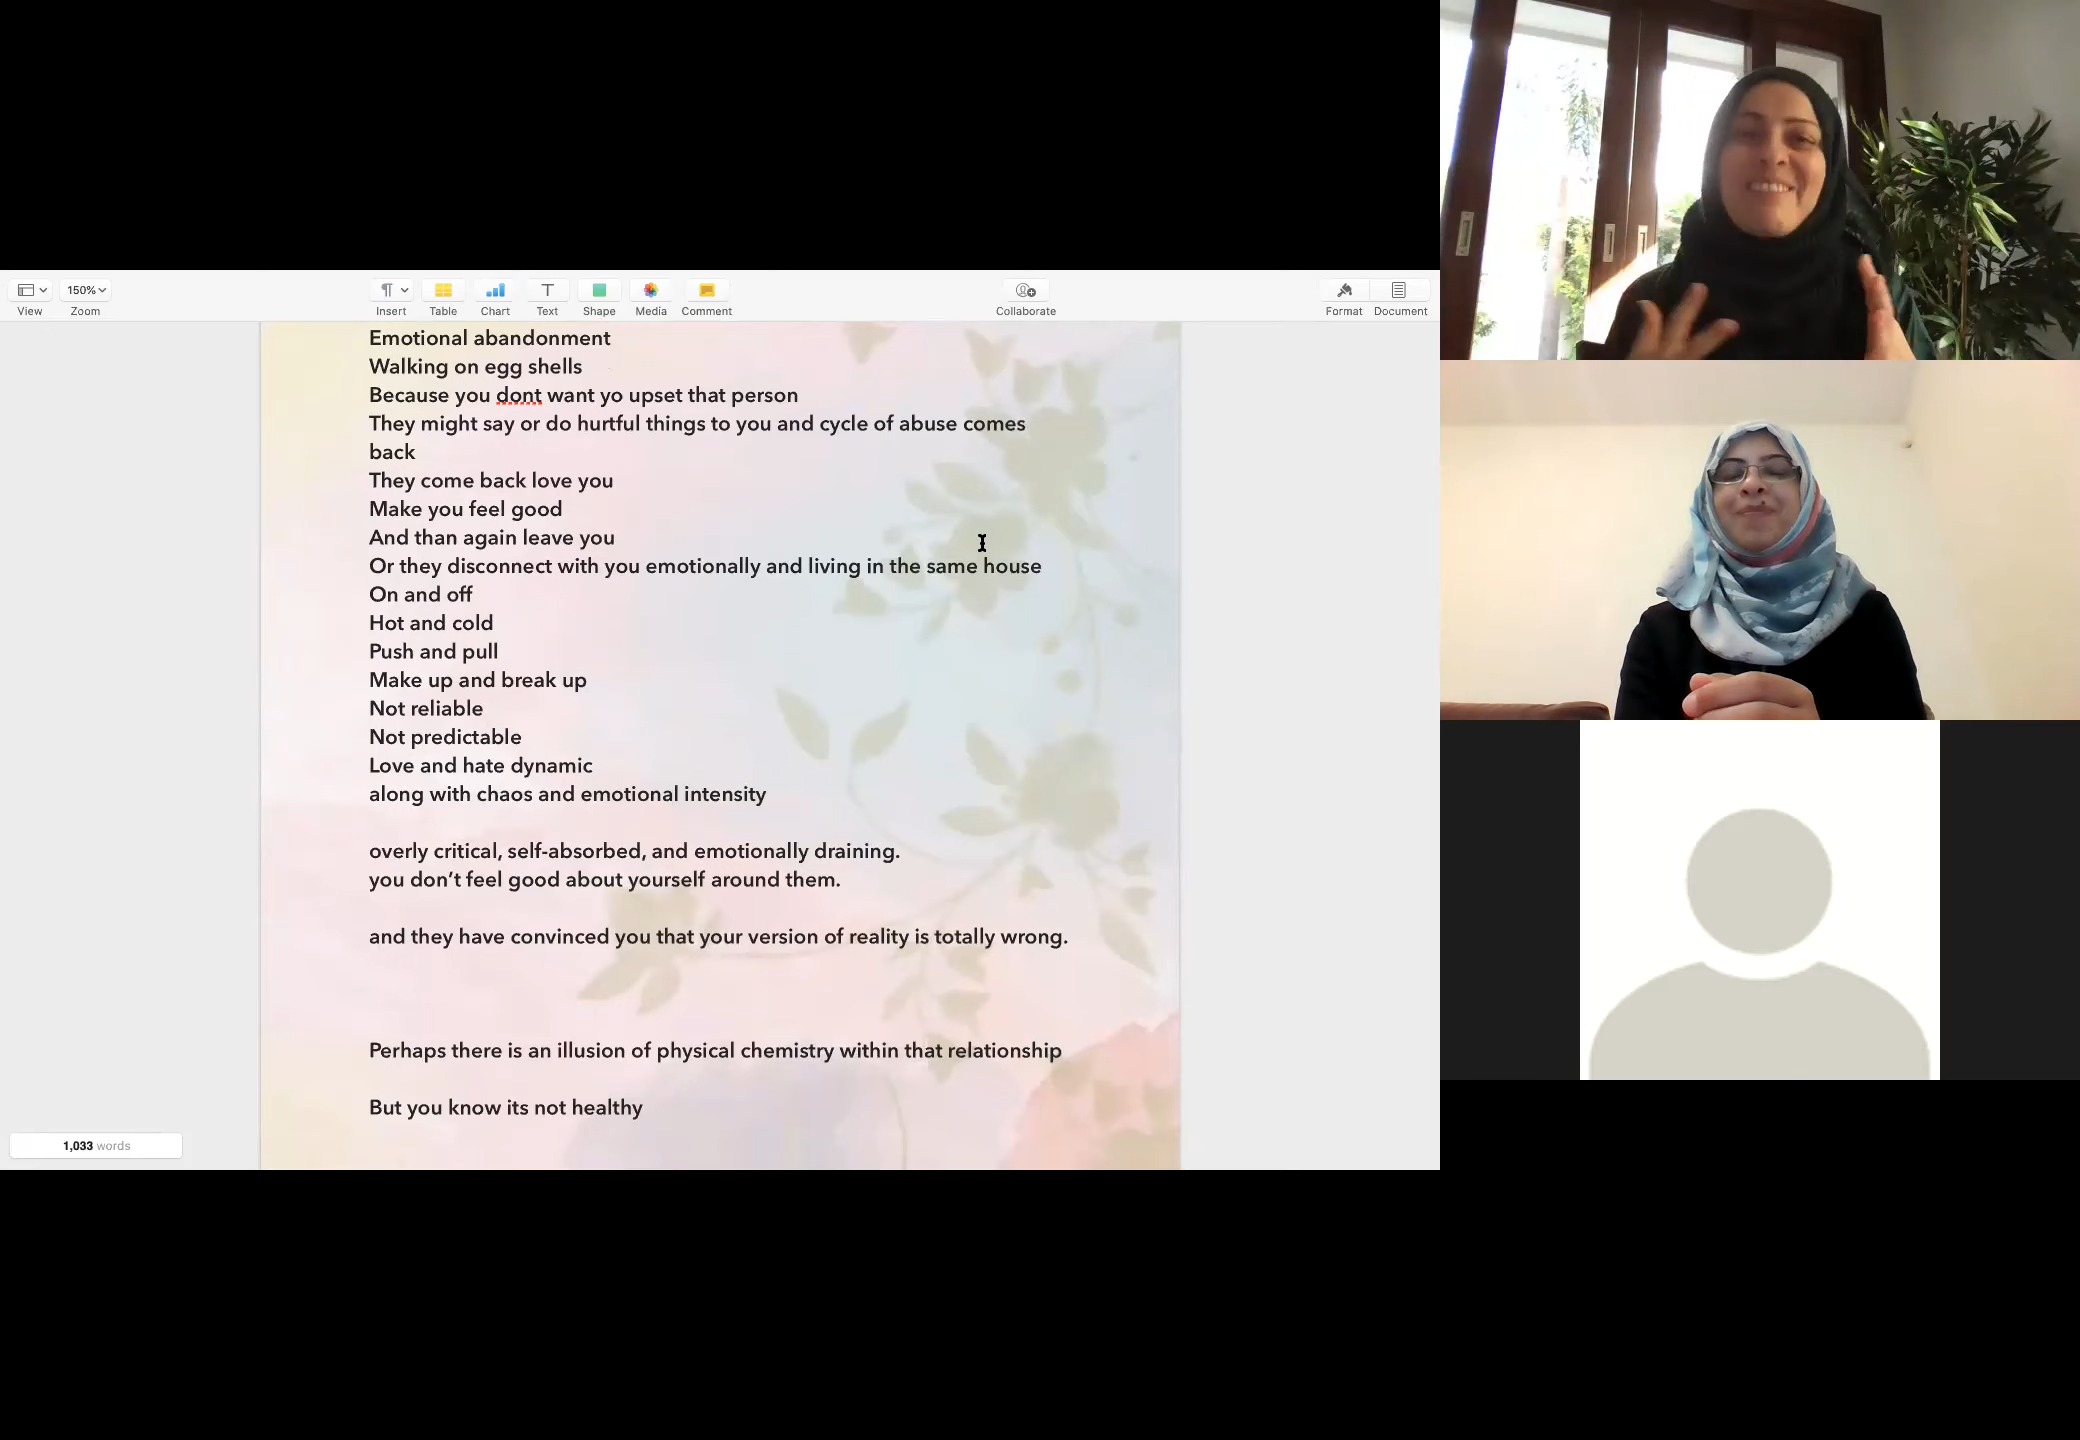 150%
View
Zoom
Insert
Table
Chart
Text
Shape
Media
Comment
Collaborate
Format
Document
Emotional abandonment
Walking on egg shells
Because you dont want yo upset that person
They might say or do hurtful things to you and cycle of abuse comes
back
They come back love you
Make you feel good
And than again leave you
Or they disconnect with you emotionally and living in the same house
On and off
Hot and cold
Push and pull
Make up and break up
Not reliable
Not predictable
Love and hate dynamic
along with chaos and emotional intensity
overly critical, self-absorbed, and emotionally draining.
you don’t feel good about yourself around them.
and they have convinced you that your version of reality is totally wrong.
Perhaps there is an illusion of physical chemistry within that relationship
But you know its not healthy
1,033 words